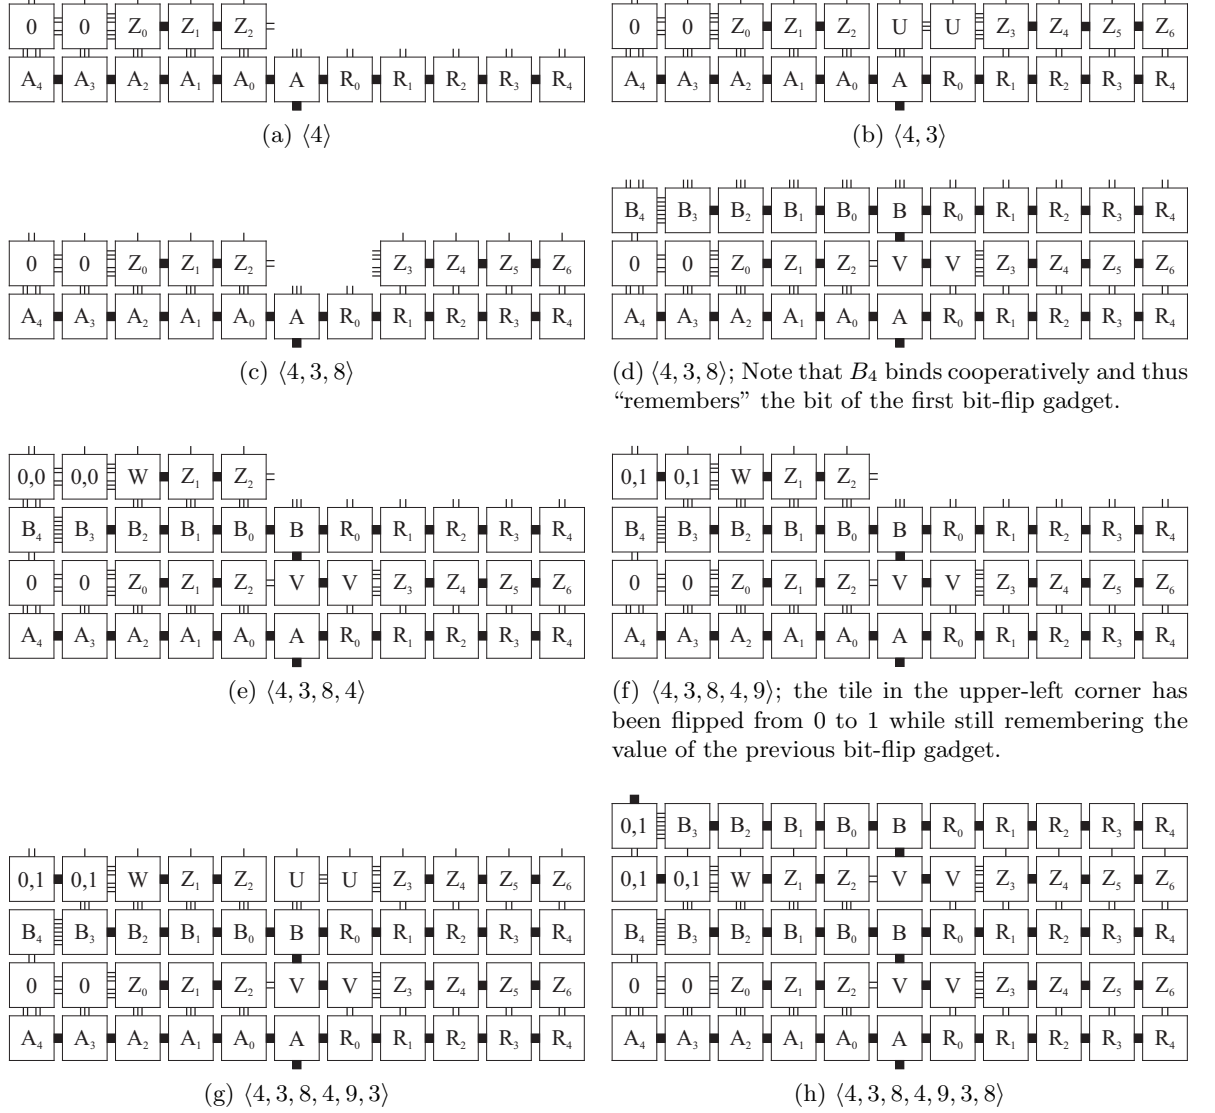 0 0 Z₀ Z₁ Z₂
A₄ A₃ A₂ A₁ A₀ A R₀ R₁ R₂ R₃ R₄
(a) ⟨4⟩
0 0 Z₀ Z₁ Z₂ U U Z₃ Z₄ Z₅ Z₆
A₄ A₃ A₂ A₁ A₀ A R₀ R₁ R₂ R₃ R₄
(b) ⟨4, 3⟩
0 0 Z₀ Z₁ Z₂ Z₃ Z₄ Z₅ Z₆
A₄ A₃ A₂ A₁ A₀ A R₀ R₁ R₂ R₃ R₄
(c) ⟨4, 3, 8⟩
B₄ B₃ B₂ B₁ B₀ B R₀ R₁ R₂ R₃ R₄
0 0 Z₀ Z₁ Z₂ V V Z₃ Z₄ Z₅ Z₆
A₄ A₃ A₂ A₁ A₀ A R₀ R₁ R₂ R₃ R₄
(d) ⟨4, 3, 8⟩; Note that B₄ binds cooperatively and thus
“remembers” the bit of the first bit-flip gadget.
0,0 0,0 W Z₁ Z₂
B₄ B₃ B₂ B₁ B₀ B R₀ R₁ R₂ R₃ R₄
0 0 Z₀ Z₁ Z₂ V V Z₃ Z₄ Z₅ Z₆
A₄ A₃ A₂ A₁ A₀ A R₀ R₁ R₂ R₃ R₄
(e) ⟨4, 3, 8, 4⟩
0,1 0,1 W Z₁ Z₂
B₄ B₃ B₂ B₁ B₀ B R₀ R₁ R₂ R₃ R₄
0 0 Z₀ Z₁ Z₂ V V Z₃ Z₄ Z₅ Z₆
A₄ A₃ A₂ A₁ A₀ A R₀ R₁ R₂ R₃ R₄
(f) ⟨4, 3, 8, 4, 9⟩; the tile in the upper-left corner has
been flipped from 0 to 1 while still remembering the
value of the previous bit-flip gadget.
0,1 0,1 W Z₁ Z₂ U U Z₃ Z₄ Z₅ Z₆
B₄ B₃ B₂ B₁ B₀ B R₀ R₁ R₂ R₃ R₄
0 0 Z₀ Z₁ Z₂ V V Z₃ Z₄ Z₅ Z₆
A₄ A₃ A₂ A₁ A₀ A R₀ R₁ R₂ R₃ R₄
(g) ⟨4, 3, 8, 4, 9, 3⟩
0,1 B₃ B₂ B₁ B₀ B R₀ R₁ R₂ R₃ R₄
0,1 0,1 W Z₁ Z₂ V V Z₃ Z₄ Z₅ Z₆
B₄ B₃ B₂ B₁ B₀ B R₀ R₁ R₂ R₃ R₄
0 0 Z₀ Z₁ Z₂ V V Z₃ Z₄ Z₅ Z₆
A₄ A₃ A₂ A₁ A₀ A R₀ R₁ R₂ R₃ R₄
(h) ⟨4, 3, 8, 4, 9, 3, 8⟩